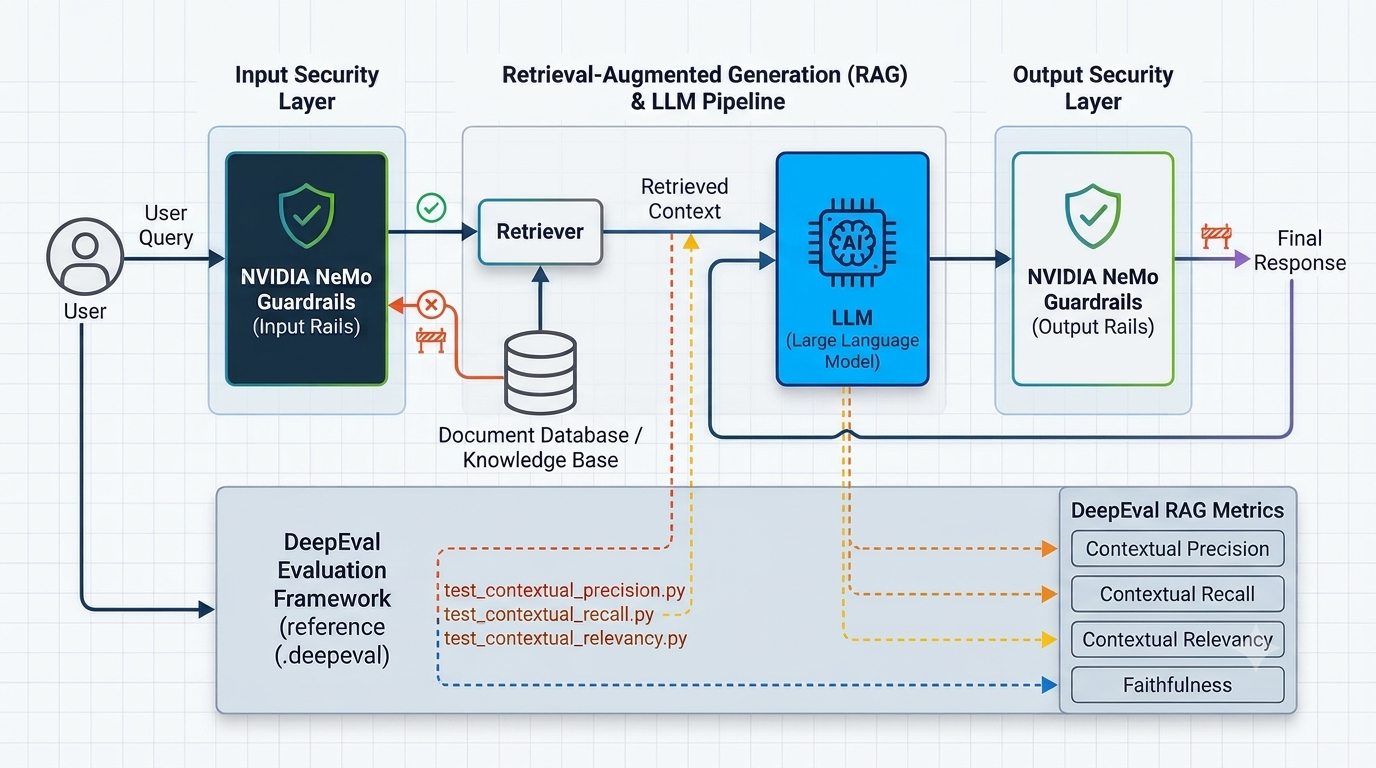 Input Security
Layer
Retrieval-Augmented Generation (RAG)
& LLM Pipeline
Output Security
Layer
User
Query
User
NVIDIA NeMo
Guardrails
(Input Rails)
Retriever
Retrieved
Context
Document Database /
Knowledge Base
AI
LLM
(Large Language
Model)
NVIDIA NeMo
Guardrails
(Output Rails)
Final
Response
DeepEval
Evaluation
Framework
(reference
(.deepeval)
test_contextual_precision.py
test_contextual_recall.py
test_contextual_relevancy.py
DeepEval RAG Metrics
Contextual Precision
Contextual Recall
Contextual Relevancy
Faithfulness